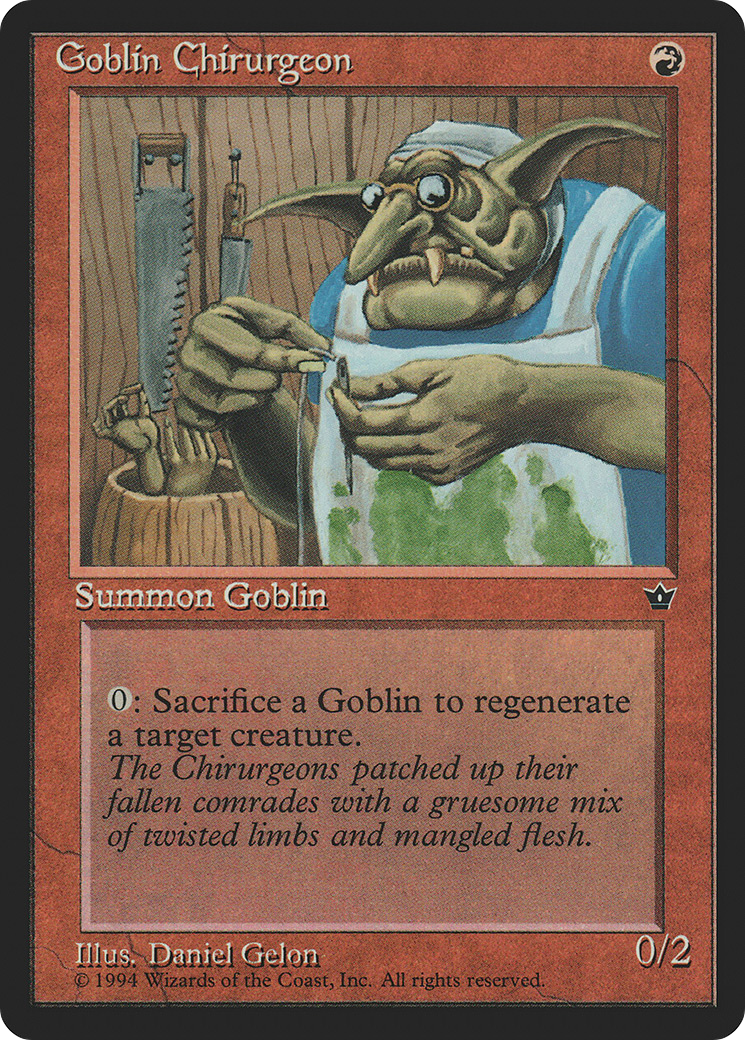 Goblin Chirurgeon
Summon Goblin
0: Sacrifice a Goblin to regenerate
a target creature.
The Chirurgeons patched up their
fallen comrades with a gruesome mix
of twisted limbs and mangled flesh.
Illus. Daniel Gelon
0/2
© 1994 Wizards of the Coast, Inc. All rights reserved.